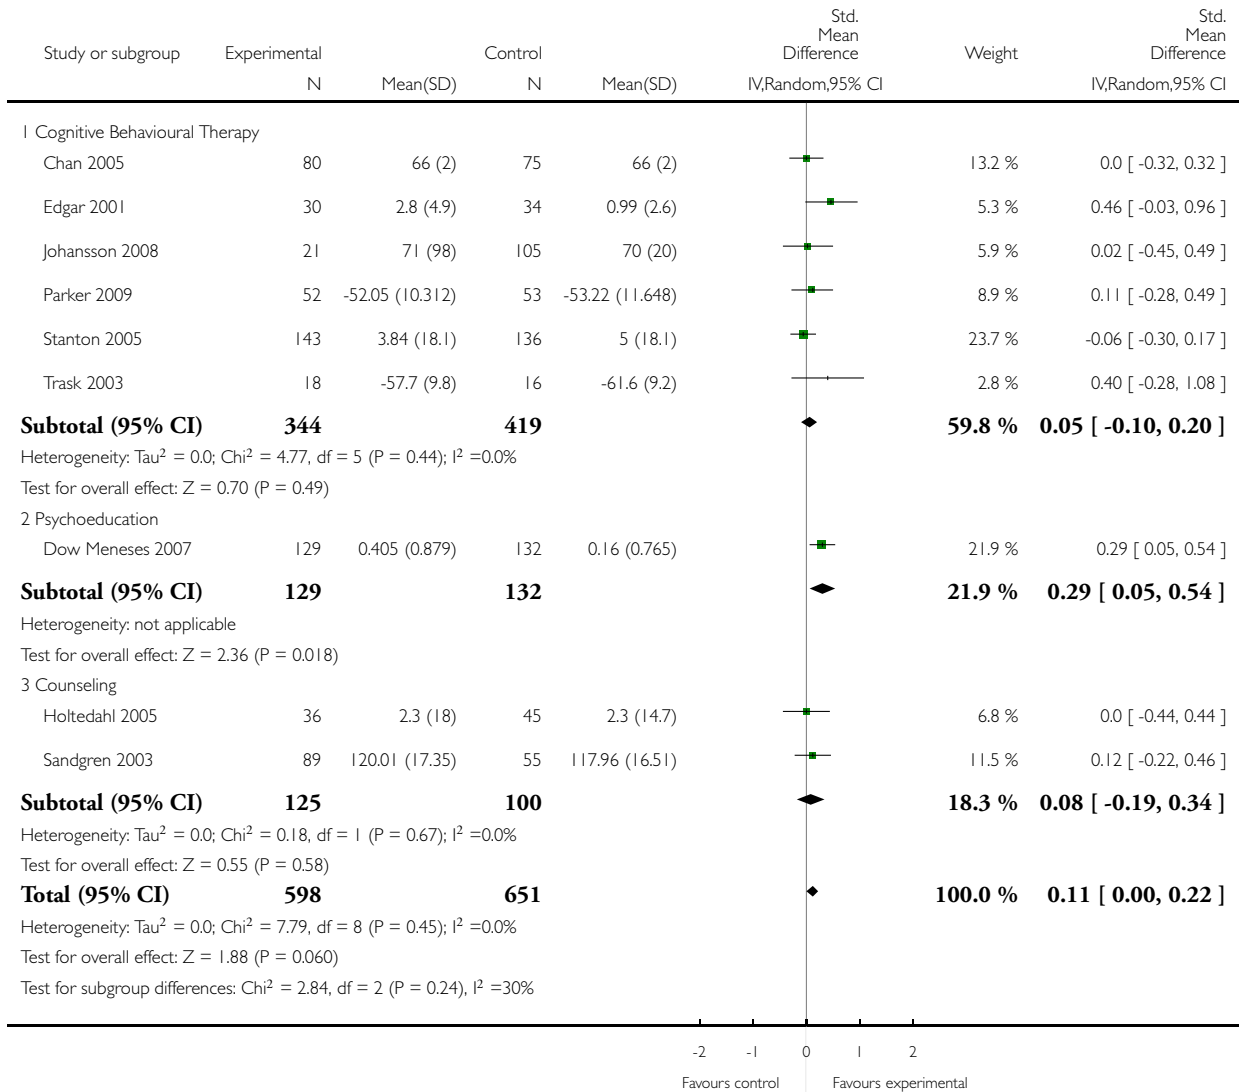 Study or subgroup Experimental Control Std. Mean Difference Weight Std. Mean Difference
N Mean(SD) N Mean(SD) IV,Random,95% CI IV,Random,95% CI
1 Cognitive Behavioural Therapy
Chan 2005 80 66 (2) 75 66 (2) 13.2 % 0.0 [ -0.32, 0.32 ]
Edgar 2001 30 2.8 (4.9) 34 0.99 (2.6) 5.3 % 0.46 [ -0.03, 0.96 ]
Johansson 2008 21 71 (98) 105 70 (20) 5.9 % 0.02 [ -0.45, 0.49 ]
Parker 2009 52 -52.05 (10.312) 53 -53.22 (11.648) 8.9 % 0.11 [ -0.28, 0.49 ]
Stanton 2005 143 3.84 (18.1) 136 5 (18.1) 23.7 % -0.06 [ -0.30, 0.17 ]
Trask 2003 18 -57.7 (9.8) 16 -61.6 (9.2) 2.8 % 0.40 [ -0.28, 1.08 ]
Subtotal (95% CI) 344 419 59.8 % 0.05 [ -0.10, 0.20 ]
Heterogeneity: Tau² = 0.0; Chi² = 4.77, df = 5 (P = 0.44); I² =0.0%
Test for overall effect: Z = 0.70 (P = 0.49)
2 Psychoeducation
Dow Meneses 2007 129 0.405 (0.879) 132 0.16 (0.765) 21.9 % 0.29 [ 0.05, 0.54 ]
Subtotal (95% CI) 129 132 21.9 % 0.29 [ 0.05, 0.54 ]
Heterogeneity: not applicable
Test for overall effect: Z = 2.36 (P = 0.018)
3 Counseling
Holtedahl 2005 36 2.3 (18) 45 2.3 (14.7) 6.8 % 0.0 [ -0.44, 0.44 ]
Sandgren 2003 89 120.01 (17.35) 55 117.96 (16.51) 11.5 % 0.12 [ -0.22, 0.46 ]
Subtotal (95% CI) 125 100 18.3 % 0.08 [ -0.19, 0.34 ]
Heterogeneity: Tau² = 0.0; Chi² = 0.18, df = 1 (P = 0.67); I² =0.0%
Test for overall effect: Z = 0.55 (P = 0.58)
Total (95% CI) 598 651 100.0 % 0.11 [ 0.00, 0.22 ]
Heterogeneity: Tau² = 0.0; Chi² = 7.79, df = 8 (P = 0.45); I² =0.0%
Test for overall effect: Z = 1.88 (P = 0.060)
Test for subgroup differences: Chi² = 2.84, df = 2 (P = 0.24), I² =30%
-2 -1 0 1 2
Favours control Favours experimental